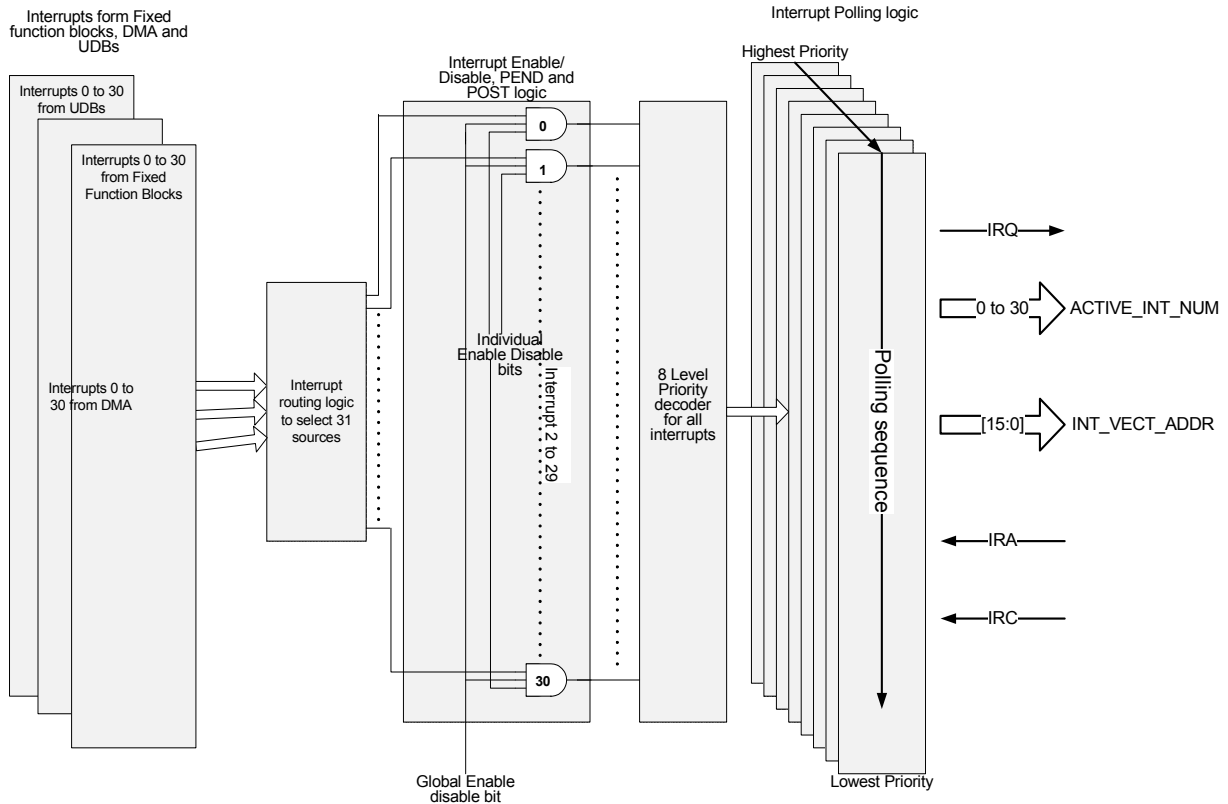 Interrupts form Fixed
function blocks, DMA and
UDBs
Interrupts 0 to 30
from UDBs
Interrupts 0 to 30
from Fixed
Function Blocks
Interrupts 0 to
30 from DMA
Interrupt
routing logic
to select 31
sources
Interrupt Enable/
Disable, PEND and
POST logic
0
1
Individual
Enable Disable
bits
Interrupt 2 to 29
30
Global Enable
disable bit
8 Level
Priority
decoder
for all
interrupts
Interrupt Polling logic
Highest Priority
Polling sequence
Lowest Priority
IRQ
0 to 30
ACTIVE_INT_NUM
[15:0]
INT_VECT_ADDR
IRA
IRC